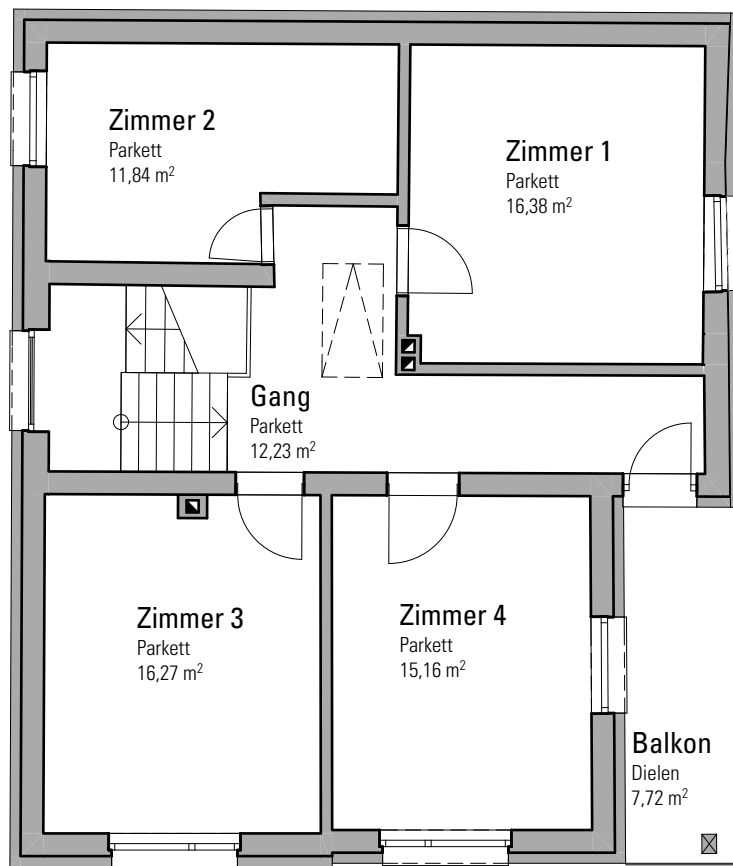 Zimmer 2
Parkett
11,84 m²
Zimmer 1
Parkett
16,38 m²
Gang
Parkett
12,23 m²
Zimmer 3
Parkett
16,27 m²
Zimmer 4
Parkett
15,16 m²
Balkon
Dielen
7,72 m²